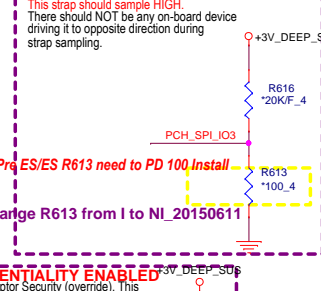 This strap should sample HIGH.
There should NOT be any on-board device
driving it to opposite direction during
strap sampling.
+3V_DEEP_S
R616
*20K/F_4
PCH_SPI_IO3
Pre ES/ES R613 need to PD 100 Install
R613
*100_4
ange R613 from I to NI_20150611
ENTIALITY ENABLED
+3V_DEEP_SUS
ptor Security (override). This